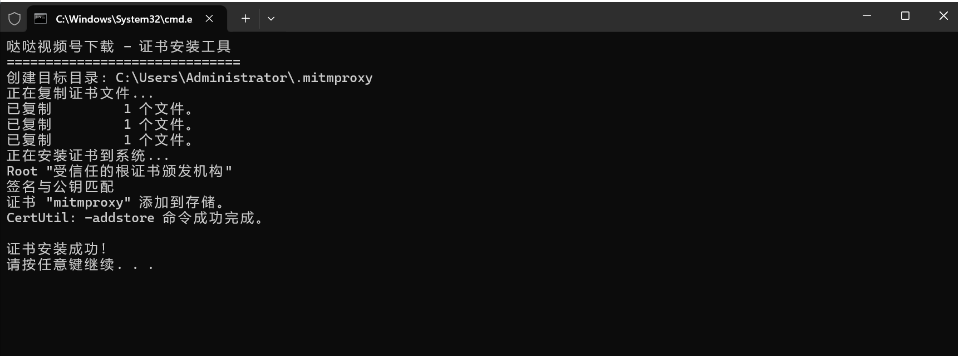 C:\Windows\System32\cmd.e
哒哒视频号下载 - 证书安装工具
==============================
创建目标目录: C:\Users\Administrator\.mitmproxy
正在复制证书文件...
已复制         1 个文件。
已复制         1 个文件。
已复制         1 个文件。
正在安装证书到系统...
Root "受信任的根证书颁发机构"
签名与公钥匹配
证书 "mitmproxy" 添加到存储。
CertUtil: -addstore 命令成功完成。
证书安装成功!
请按任意键继续. . .